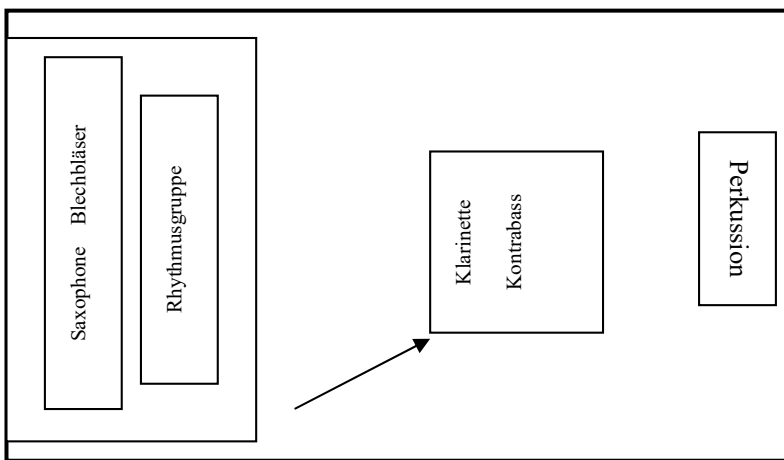 Saxophone   Blechbläser
Rhythmusgruppe
Klarinette
Kontrabass
Perkussion